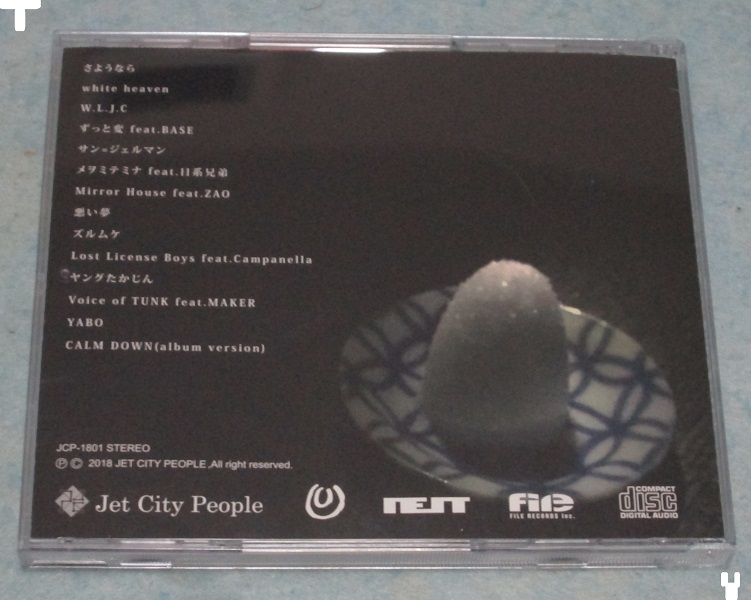 さようなら
white heaven
W.L.J.C
ずっと変 feat.BASE
サン=ジェルマン
メヲミテミナ feat.日系兄弟
Mirror House feat.ZAO
悪い夢
ズルムケ
Lost License Boys feat.Campanella
ヤングたかじん
Voice of TUNK feat.MAKER
YABO
CALM DOWN(album version)
JCP-1801 STEREO
Ⓟ © 2018 JET CITY PEOPLE ,All right reserved.
Jet City People
file
FILE RECORDS Inc.
COMPACT
disc
DIGITAL AUDIO